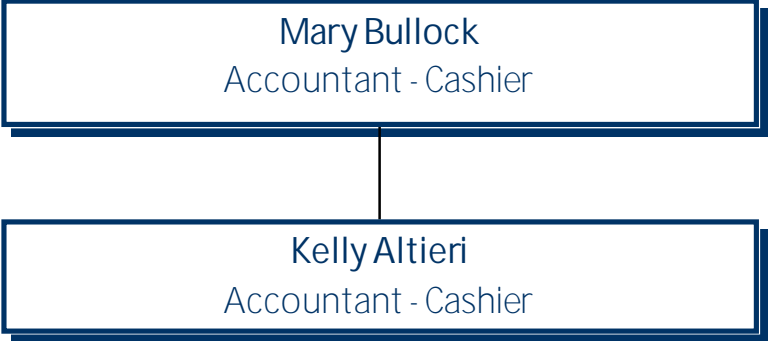 Mary Bullock
Accountant - Cashier
Kelly Altieri
Accountant - Cashier